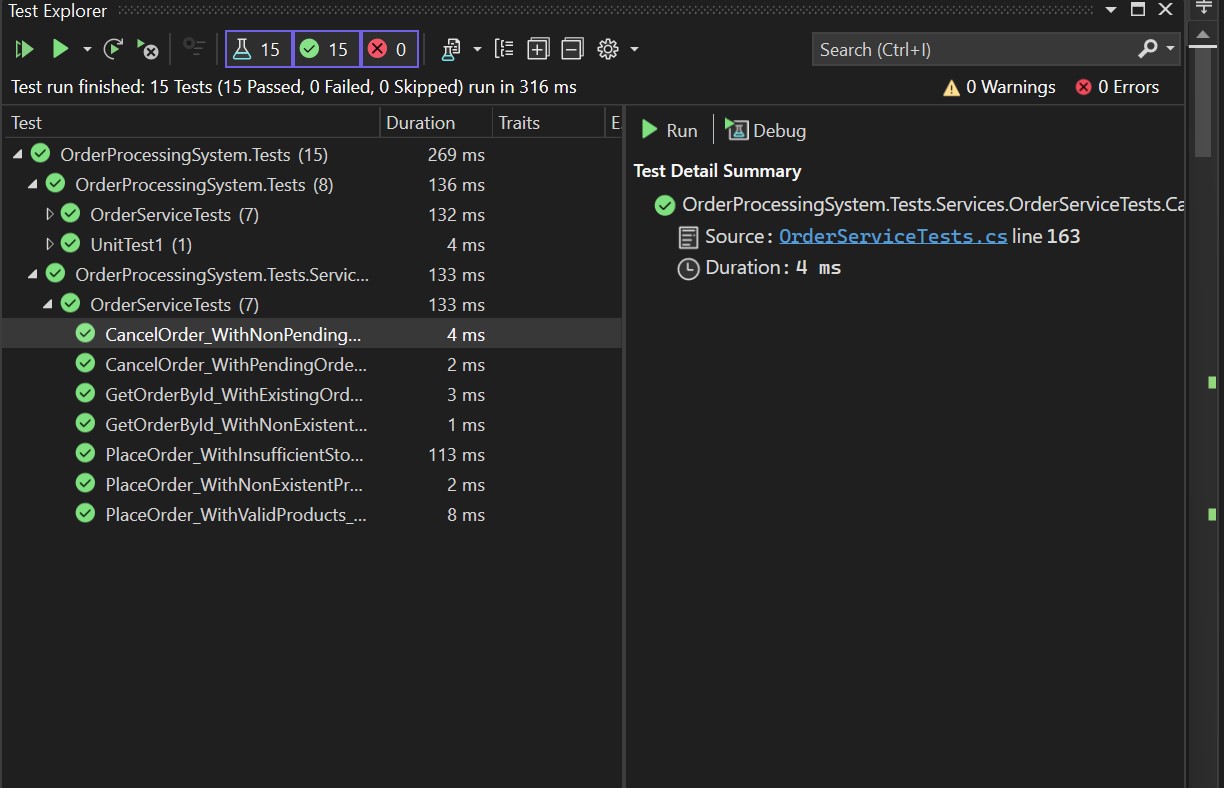 Test Explorer
15 15 0
Search (Ctrl+I)
Test run finished: 15 Tests (15 Passed, 0 Failed, 0 Skipped) run in 316 ms
0 Warnings 0 Errors
Test Duration Traits E
OrderProcessingSystem.Tests (15) 269 ms
OrderProcessingSystem.Tests (8) 136 ms
OrderServiceTests (7) 132 ms
UnitTest1 (1) 4 ms
OrderProcessingSystem.Tests.Servic... 133 ms
OrderServiceTests (7) 133 ms
CancelOrder_WithNonPending... 4 ms
CancelOrder_WithPendingOrde... 2 ms
GetOrderById_WithExistingOrd... 3 ms
GetOrderById_WithNonExistent... 1 ms
PlaceOrder_WithInsufficientSto... 113 ms
PlaceOrder_WithNonExistentPr... 2 ms
PlaceOrder_WithValidProducts_... 8 ms
Run Debug
Test Detail Summary
OrderProcessingSystem.Tests.Services.OrderServiceTests.Ca
Source: OrderServiceTests.cs line 163
Duration: 4 ms